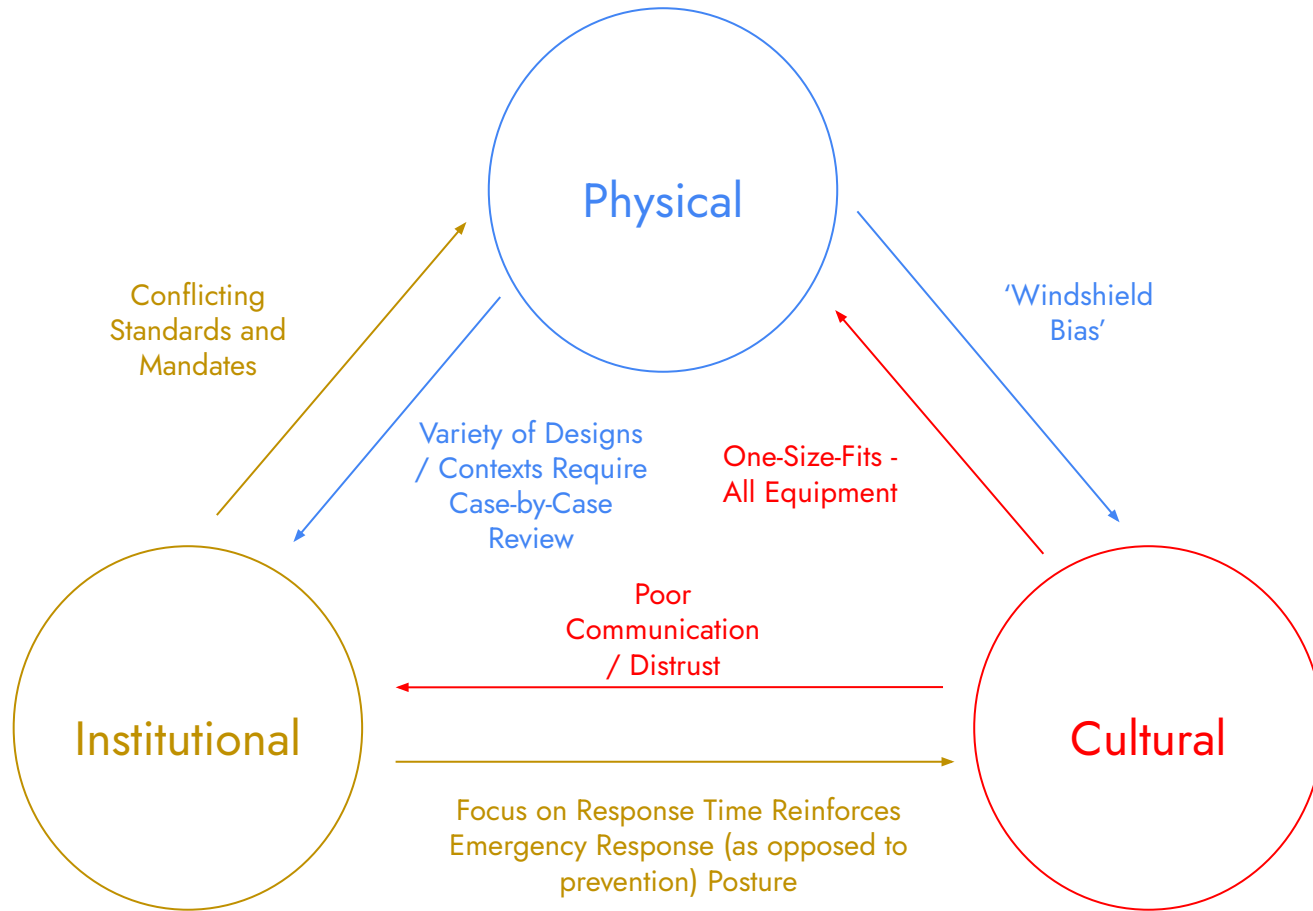 Physical
Conflicting
Standards and
Mandates
‘Windshield
Bias’
Variety of Designs
/ Contexts Require
Case-by-Case
Review
One-Size-Fits -
All Equipment
Poor
Communication
/ Distrust
Institutional
Cultural
Focus on Response Time Reinforces
Emergency Response (as opposed to
prevention) Posture